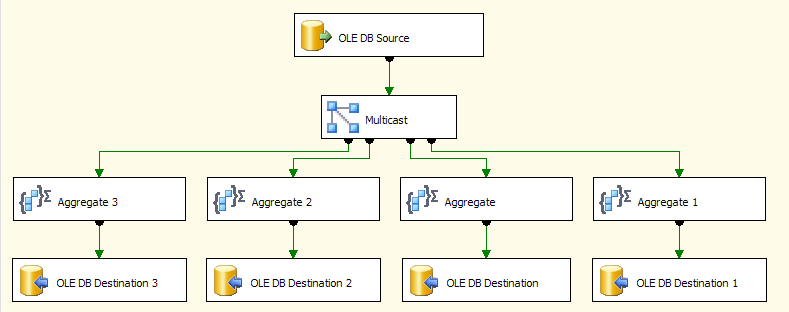 OLE DB Source
Multicast
Aggregate 3
Aggregate 2
Aggregate
Aggregate 1
OLE DB Destination 3
OLE DB Destination 2
OLE DB Destination
OLE DB Destination 1